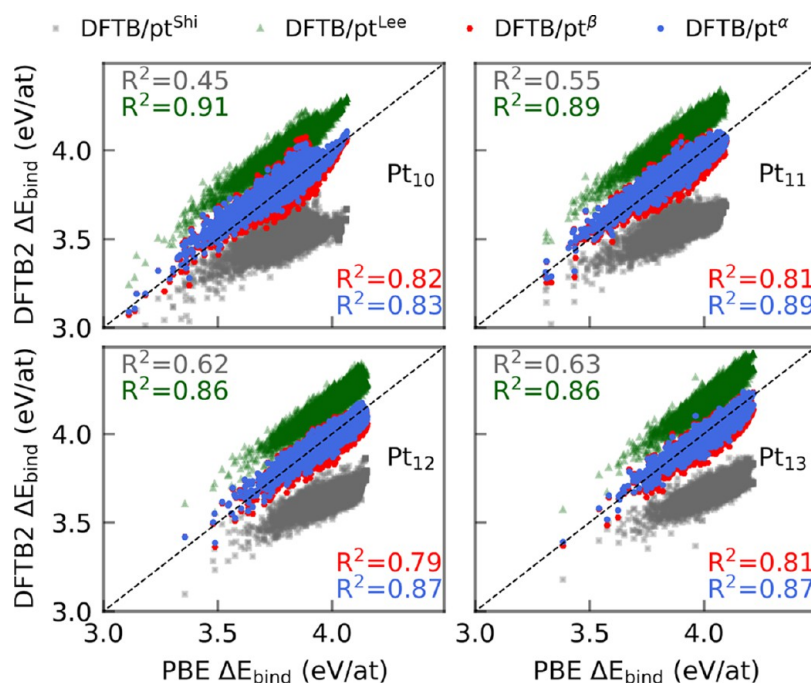 DFTB/pt^Shi DFTB/pt^Lee DFTB/pt^β DFTB/pt^α
DFTB2 ΔE_bind (eV/at)
4.0
3.5
3.0
R²=0.45
R²=0.91
Pt₁₀
R²=0.82
R²=0.83
R²=0.55
R²=0.89
Pt₁₁
R²=0.81
R²=0.89
DFTB2 ΔE_bind (eV/at)
4.0
3.5
3.0
R²=0.62
R²=0.86
Pt₁₂
R²=0.79
R²=0.87
R²=0.63
R²=0.86
Pt₁₃
R²=0.81
R²=0.87
3.0 3.5 4.0 3.5 4.0
PBE ΔE_bind (eV/at) PBE ΔE_bind (eV/at)